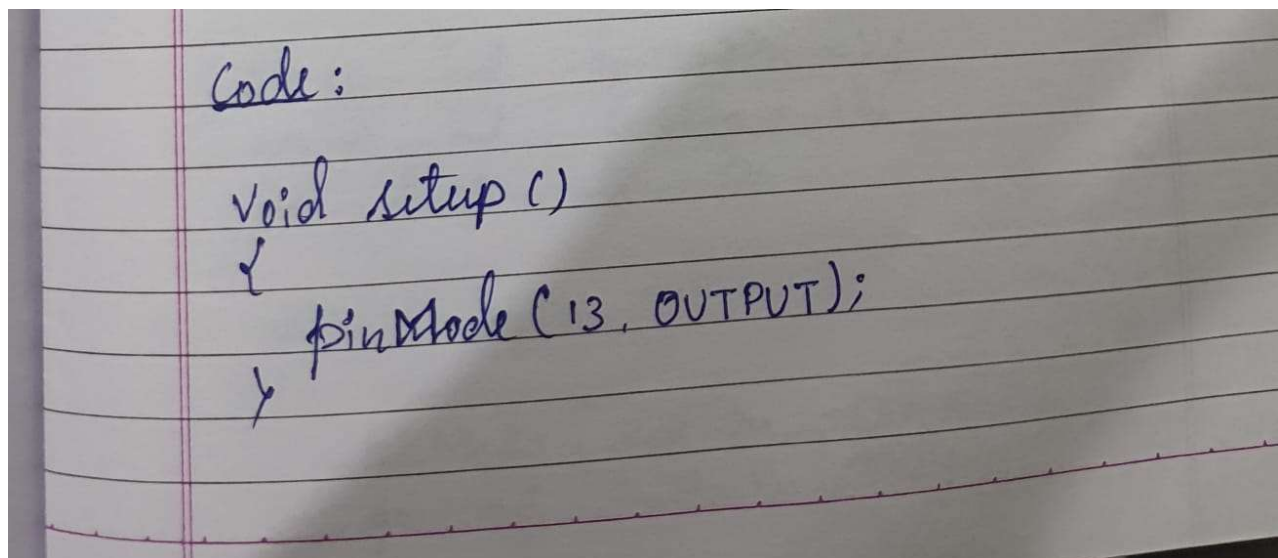 Code:
void setup ()
{
pinMode (13, OUTPUT);
}